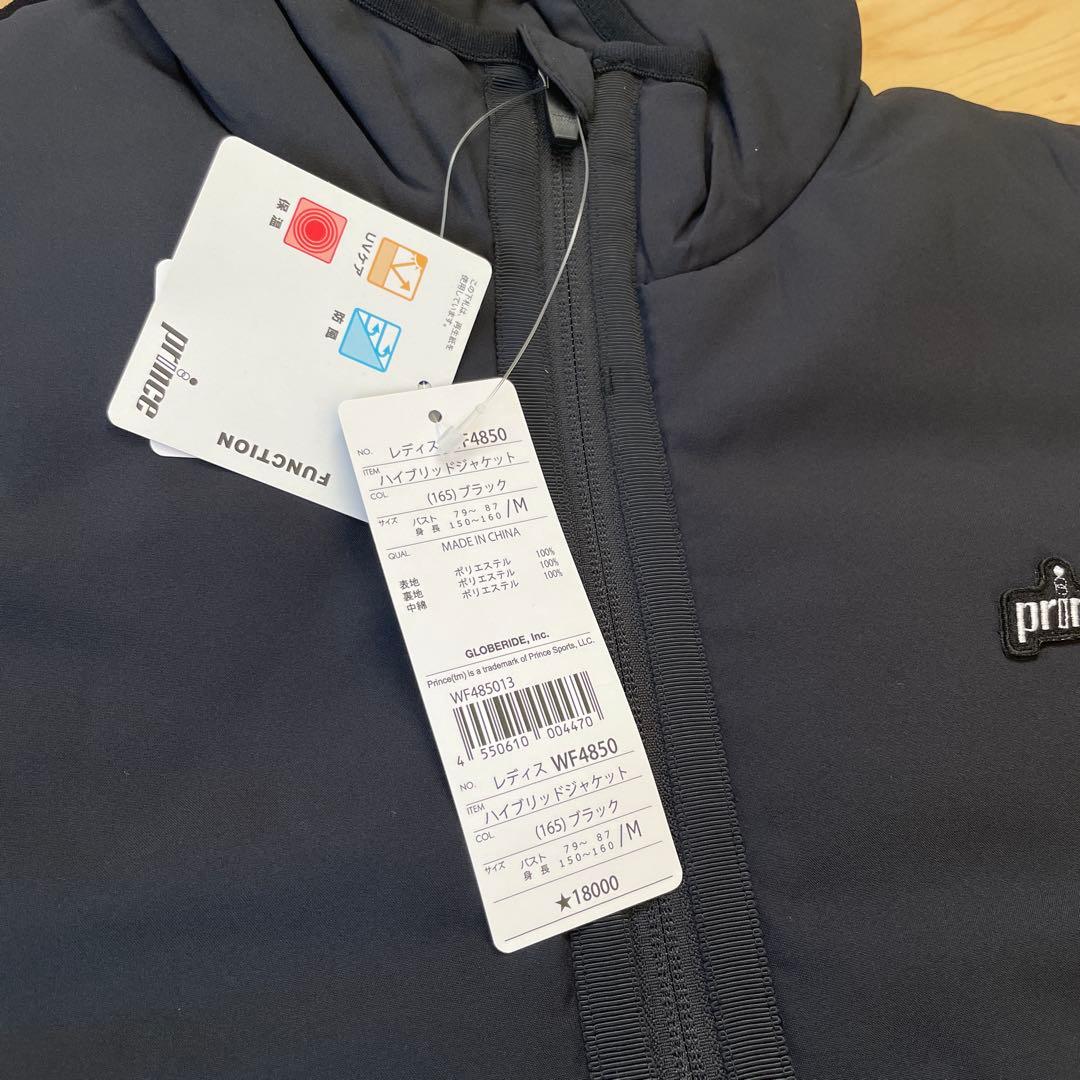 保温
UVケア
防風
この下札は、再生紙を
使用しています。
prince
FUNCTION
NO. レディス WF4850
ITEM ハイブリッドジャケット
COL (165)ブラック
サイズ バスト 79〜 87 /M
身長 150〜160
QUAL MADE IN CHINA
表地 ポリエステル 100%
裏地 ポリエステル 100%
中綿 ポリエステル 100%
GLOBERIDE, Inc.
Prince(tm) is a trademark of Prince Sports, LLC.
WF485013
4 550610 004470
NO. レディス WF4850
ITEM ハイブリッドジャケット
COL (165)ブラック
サイズ バスト 79〜 87 /M
身長 150〜160
★18000
prin